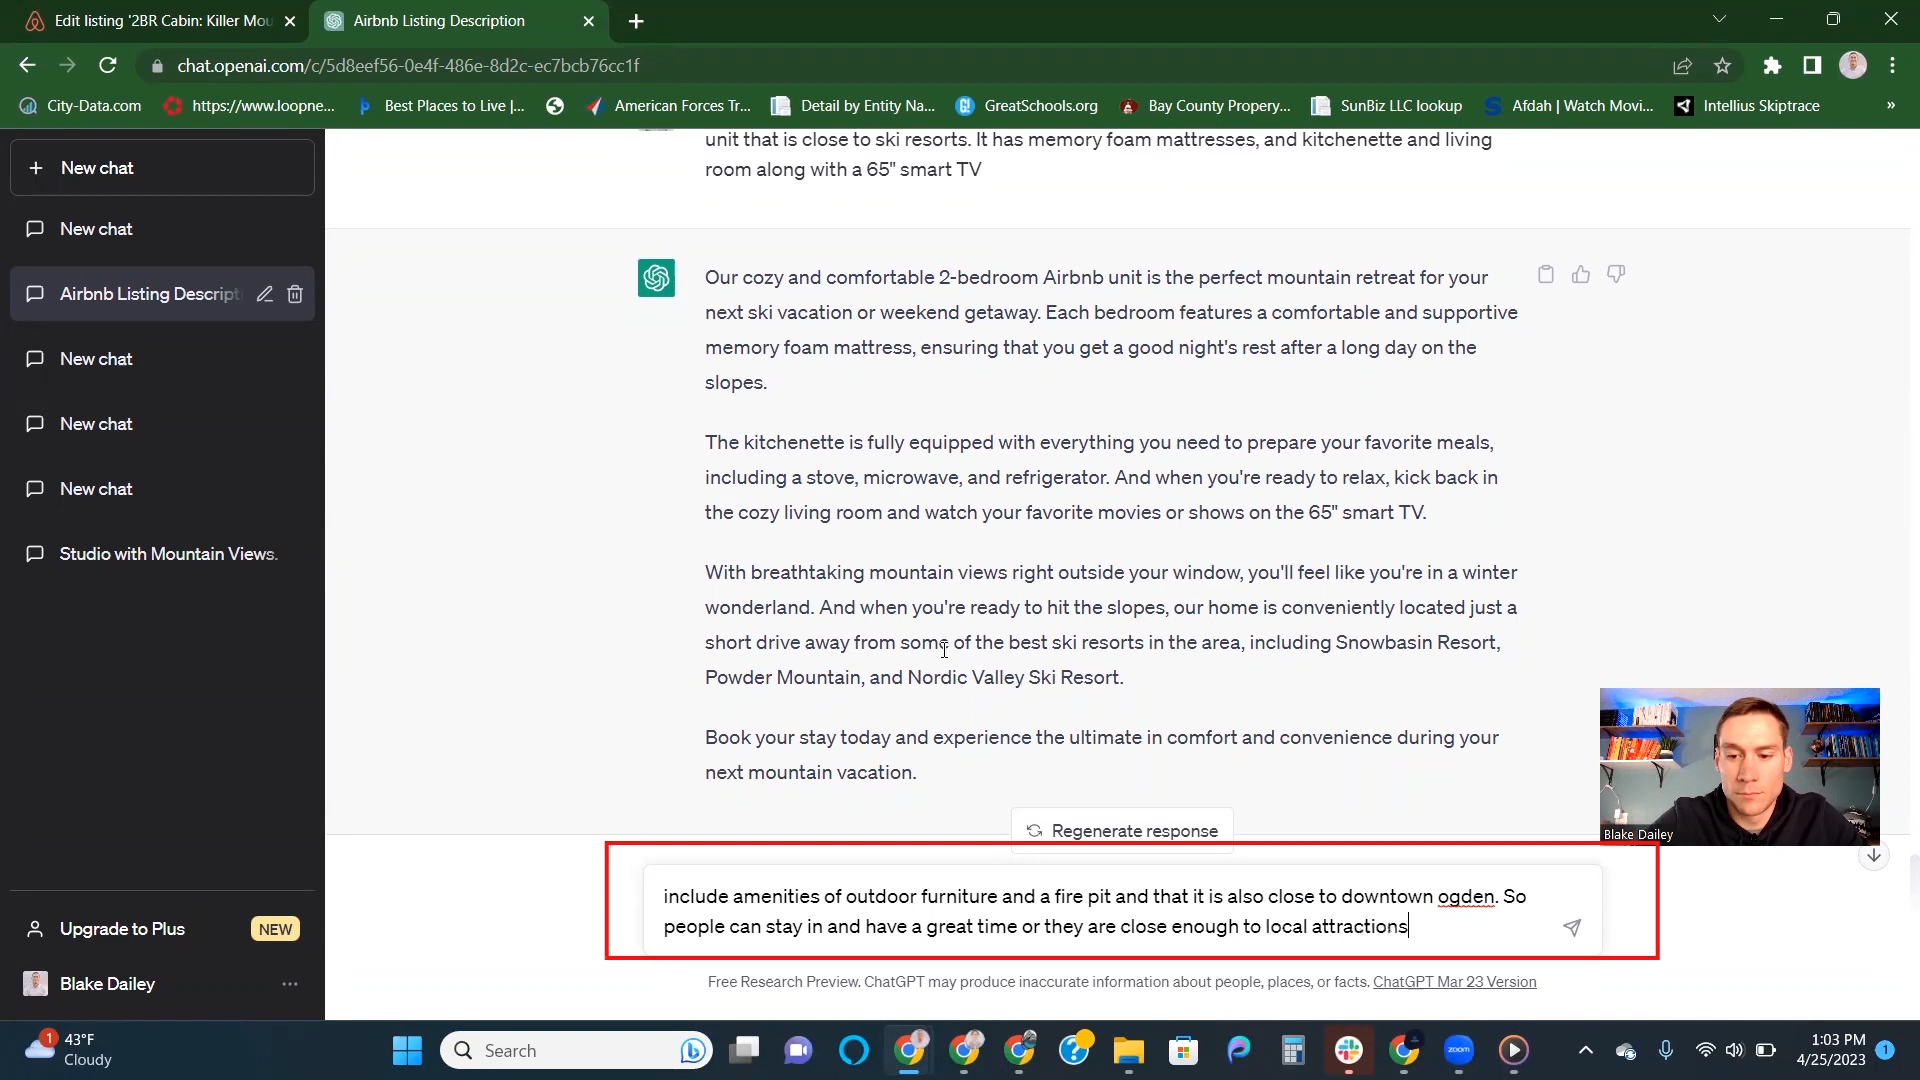 Edit listing '2BR Cabin: Killer Mou
Airbnb Listing Description
chat.openai.com/c/5d8eef56-0e4f-486e-8d2c-ec7bcb76cc1f
City-Data.com
https://www.loopne...
Best Places to Live |...
American Forces Tr...
Detail by Entity Na...
GreatSchools.org
Bay County Propery...
SunBiz LLC lookup
Afdah | Watch Movi...
Intellius Skiptrace
»
New chat
New chat
Airbnb Listing Descript
New chat
New chat
New chat
Studio with Mountain Views.
unit that is close to ski resorts. It has memory foam mattresses, and kitchenette and living
room along with a 65" smart TV
Our cozy and comfortable 2-bedroom Airbnb unit is the perfect mountain retreat for your
next ski vacation or weekend getaway. Each bedroom features a comfortable and supportive
memory foam mattress, ensuring that you get a good night's rest after a long day on the
slopes.
The kitchenette is fully equipped with everything you need to prepare your favorite meals,
including a stove, microwave, and refrigerator. And when you're ready to relax, kick back in
the cozy living room and watch your favorite movies or shows on the 65" smart TV.
With breathtaking mountain views right outside your window, you'll feel like you're in a winter
wonderland. And when you're ready to hit the slopes, our home is conveniently located just a
short drive away from some of the best ski resorts in the area, including Snowbasin Resort,
Powder Mountain, and Nordic Valley Ski Resort.
Book your stay today and experience the ultimate in comfort and convenience during your
next mountain vacation.
Regenerate response
Blake Dailey
include amenities of outdoor furniture and a fire pit and that it is also close to downtown ogden. So
people can stay in and have a great time or they are close enough to local attractions
Free Research Preview. ChatGPT may produce inaccurate information about people, places, or facts. ChatGPT Mar 23 Version
Upgrade to Plus
NEW
Blake Dailey
1
43°F
Cloudy
Search
zoom
1:03 PM
4/25/2023
1